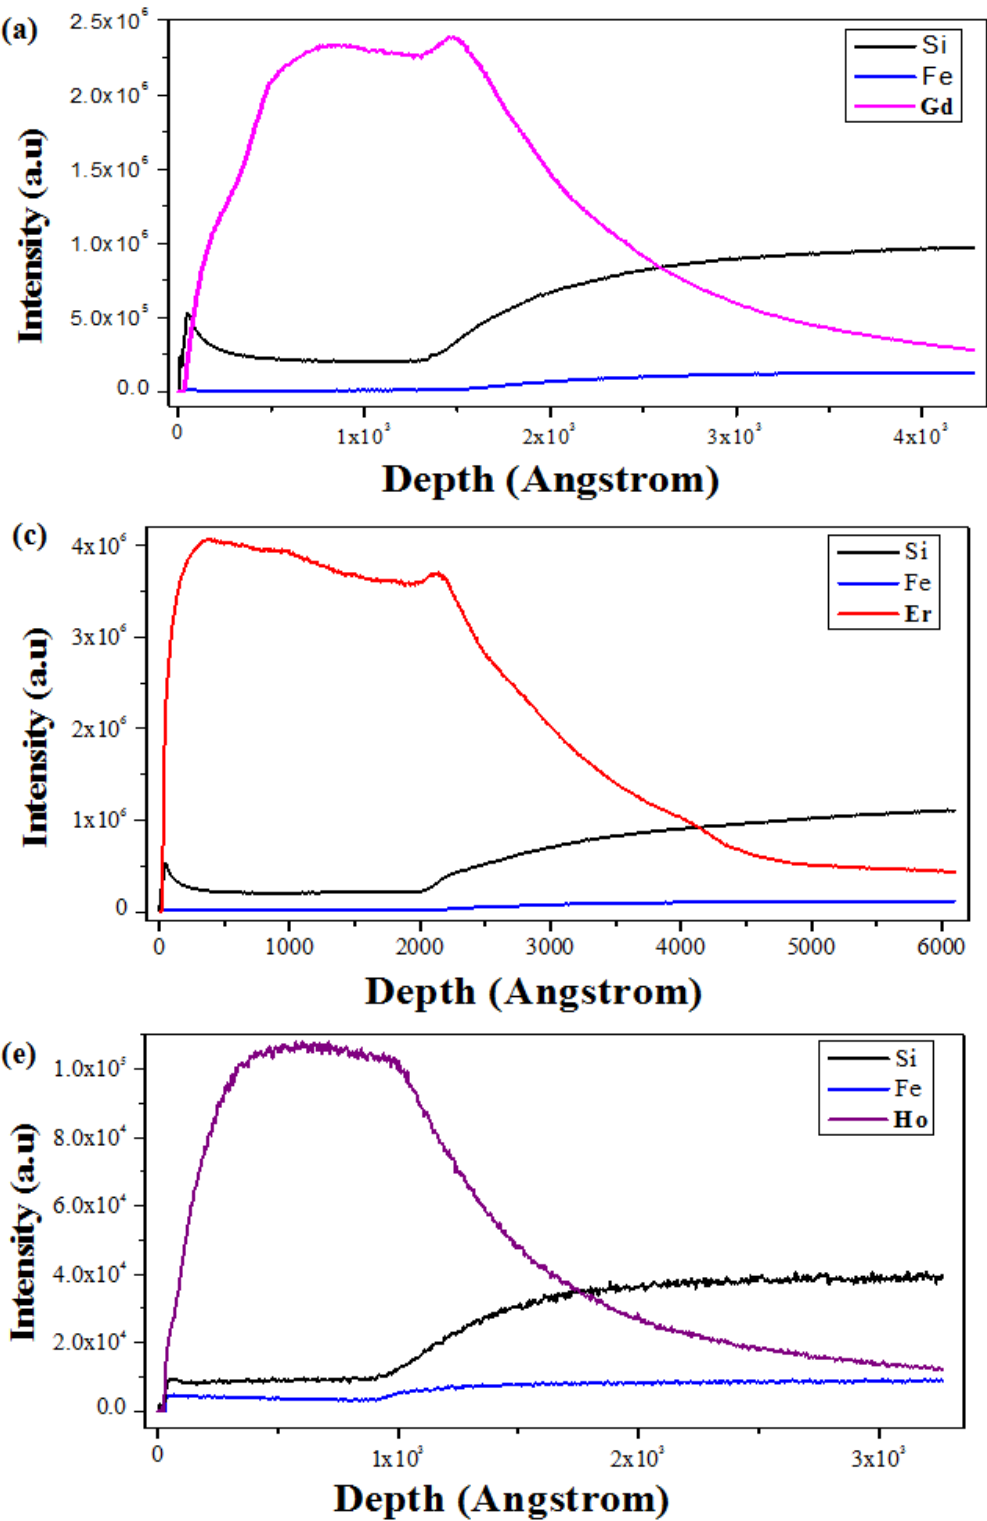 (a)
2.5x10⁶
2.0x10⁶
1.5x10⁶
1.0x10⁶
5.0x10⁵
0.0
Intensity (a.u)
Si
Fe
Gd
0
1x10³
2x10³
3x10³
4x10³
Depth (Angstrom)
(c)
4x10⁶
3x10⁶
2x10⁶
1x10⁶
0
Intensity (a.u)
Si
Fe
Er
0
1000
2000
3000
4000
5000
6000
Depth (Angstrom)
(e)
1.0x10⁵
8.0x10⁴
6.0x10⁴
4.0x10⁴
2.0x10⁴
0.0
Intensity (a.u)
Si
Fe
Ho
0
1x10³
2x10³
3x10³
Depth (Angstrom)